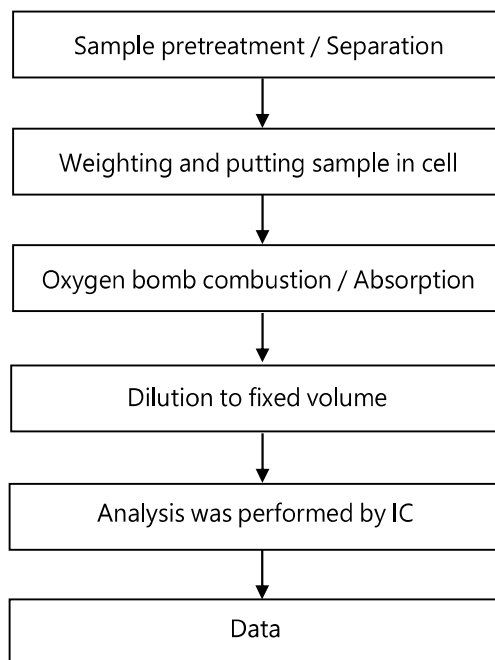 Sample pretreatment / Separation
Weighting and putting sample in cell
Oxygen bomb combustion / Absorption
Dilution to fixed volume
Analysis was performed by IC
Data